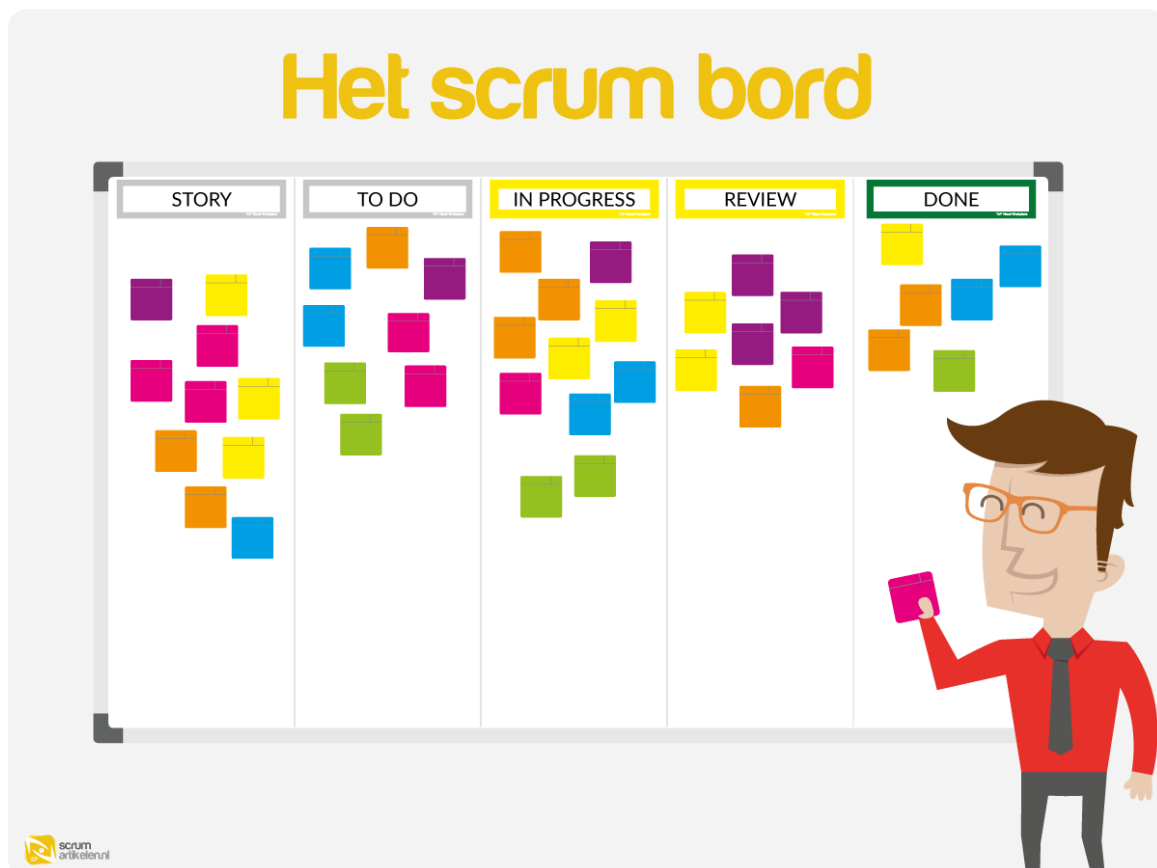 Het scrum bord
STORY
TO DO
IN PROGRESS
REVIEW
DONE
scrum
artikelen.nl